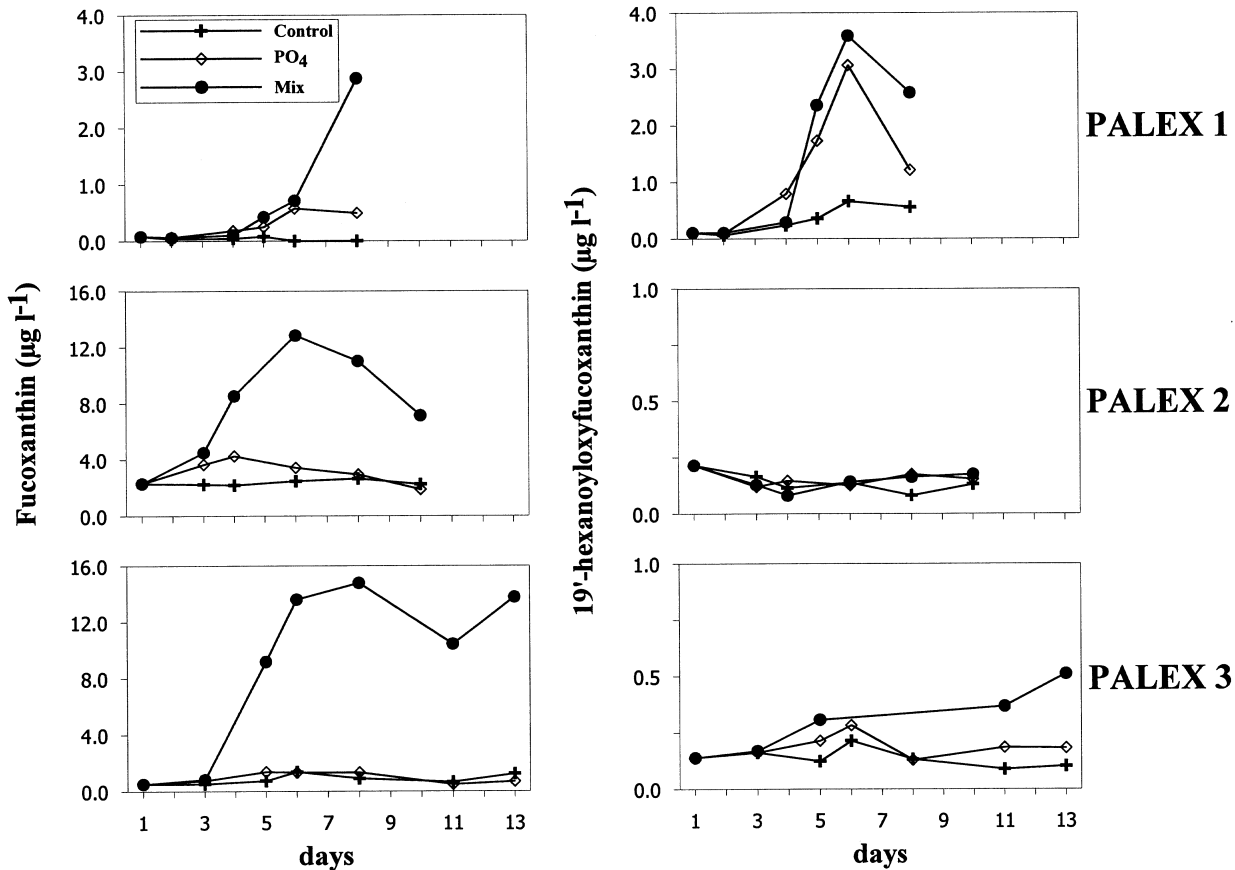 4.0
3.0
2.0
1.0
0.0
Control
PO4
Mix
4.0
3.0
2.0
1.0
0.0
PALEX 1
Fucoxanthin (µg l-1)
16.0
12.0
8.0
4.0
0.0
19'-hexanoyloxyfucoxanthin (µg l-1)
1.0
0.5
0.0
PALEX 2
16.0
12.0
8.0
4.0
0.0
1 3 5 7 9 11 13
days
1.0
0.5
0.0
1 3 5 7 9 11 13
days
PALEX 3